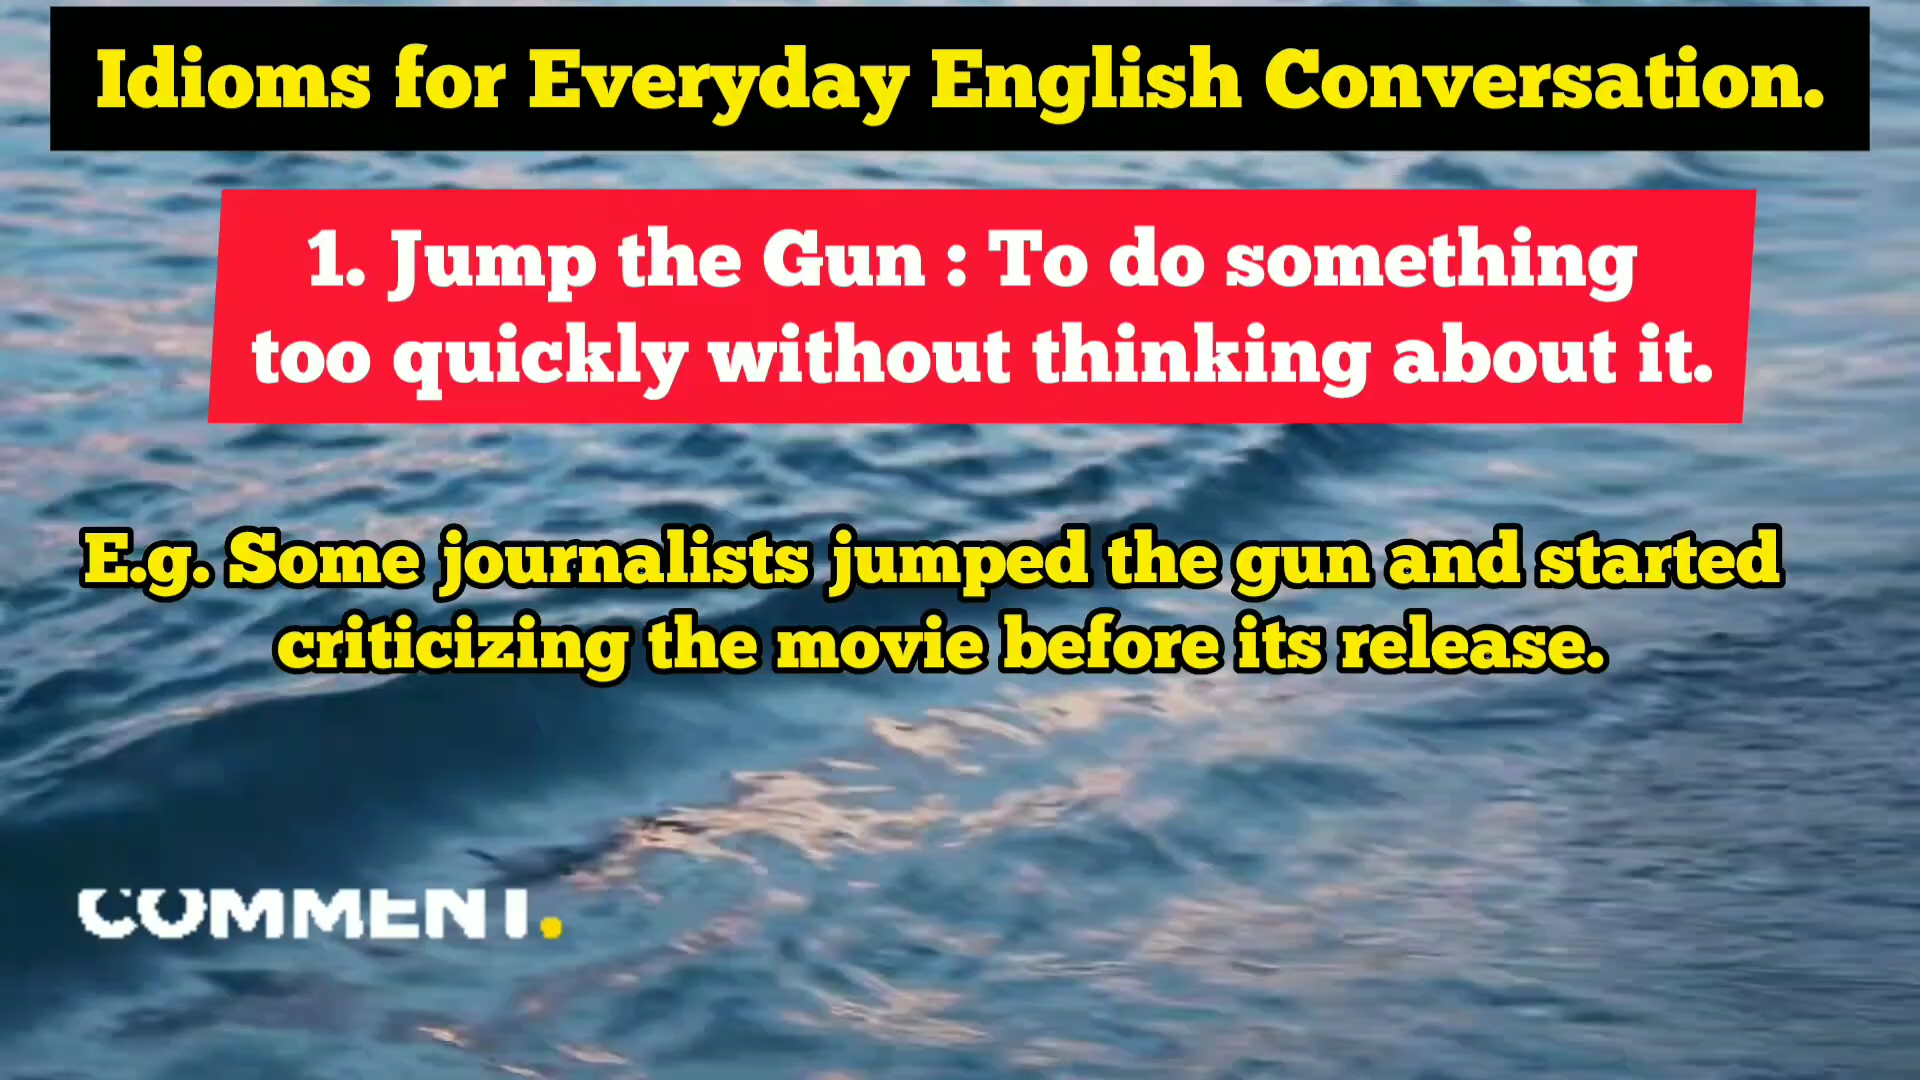 Idioms for Everyday English Conversation.
1. Jump the Gun : To do something
too quickly without thinking about it.
E.g. Some journalists jumped the gun and started
criticizing the movie before its release.
COMMENT.